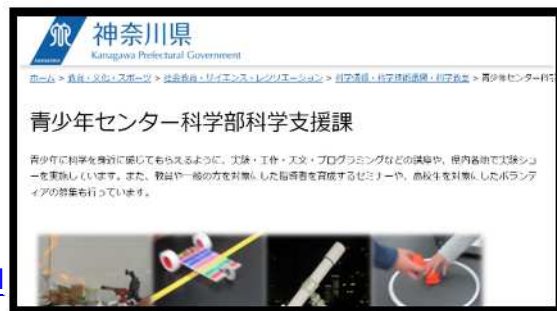 神奈川県
Kanagawa Prefectural Government
ホーム > 教育・文化・スポーツ > 社会教育・サイエンス・レクリエーション > 科学情報・科学技術振興・科学教室 > 青少年センター科学
青少年センター科学部科学支援課
青少年に科学を身近に感じてもらえるように、実験・工作・天文・プログラミングなどの講座や、県内各地で実験ショ
ーを実施しています。また、教員や一般の方を対象にした指導者を育成するセミナーや、高校生を対象にしたボランテ
ィアの募集も行っています。